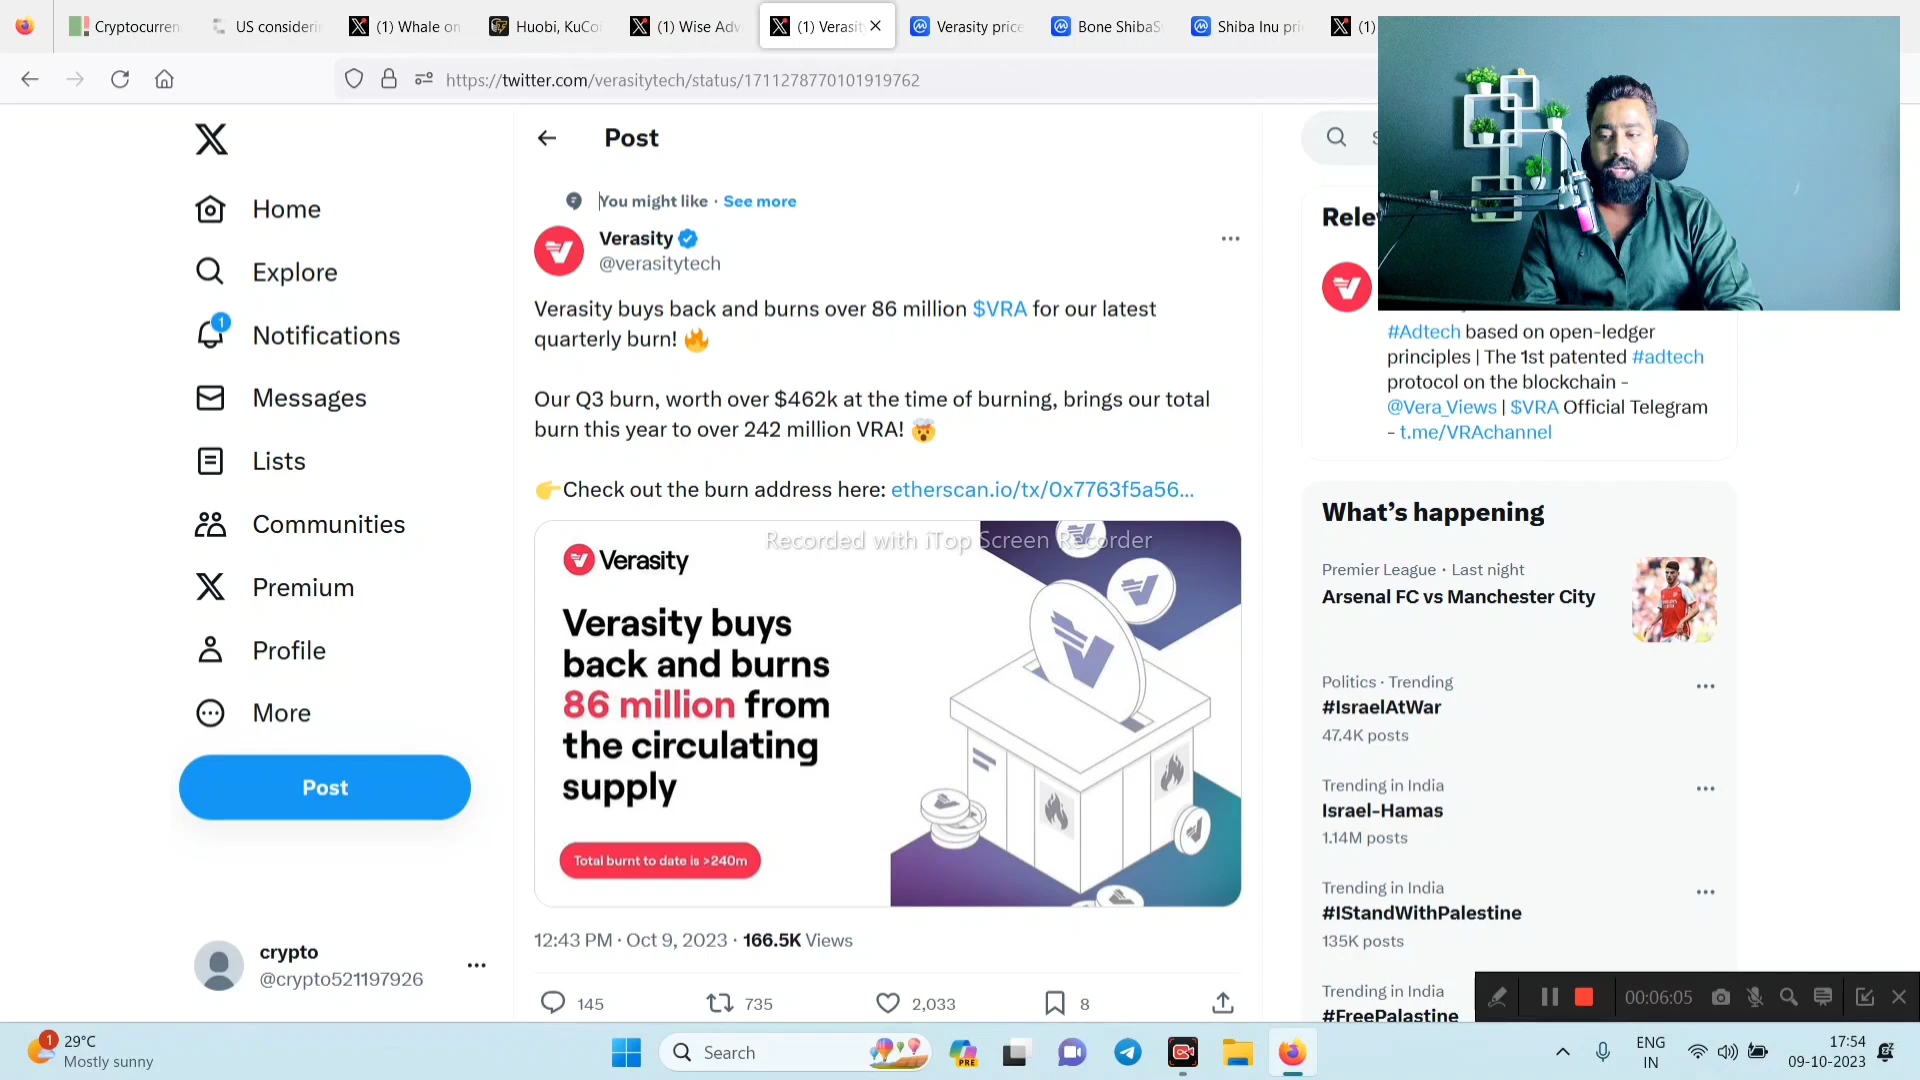 Cryptocurren
US considerin
(1) Whale on
Huobi, KuCoi
(1) Wise Adv
(1) Verasit
Verasity price
Bone ShibaS
Shiba Inu pri
(1)
https://twitter.com/verasitytech/status/1711278770101919762
Home
Explore
1
Notifications
Messages
Lists
Communities
Premium
Profile
More
Post
crypto
@crypto521197926
Post
You might like · See more
Verasity
@verasitytech
Verasity buys back and burns over 86 million $VRA for our latest
quarterly burn! 🔥
Our Q3 burn, worth over $462k at the time of burning, brings our total
burn this year to over 242 million VRA! 🤯
👉Check out the burn address here: etherscan.io/tx/0x7763f5a56...
Recorded with iTop Screen Recorder
Verasity
Verasity buys
back and burns
86 million from
the circulating
supply
Total burnt to date is >240m
12:43 PM · Oct 9, 2023 · 166.5K Views
145
735
2,033
8
Rele
#Adtech based on open-ledger
principles | The 1st patented #adtech
protocol on the blockchain -
@Vera_Views | $VRA Official Telegram
- t.me/VRAchannel
What’s happening
Premier League · Last night
Arsenal FC vs Manchester City
Politics · Trending
#IsraelAtWar
47.4K posts
Trending in India
Israel-Hamas
1.14M posts
Trending in India
#IStandWithPalestine
135K posts
Trending in India
#FreePalastine
00:06:05
1
29°C
Mostly sunny
Search
PRE
ENG
IN
17:54
09-10-2023